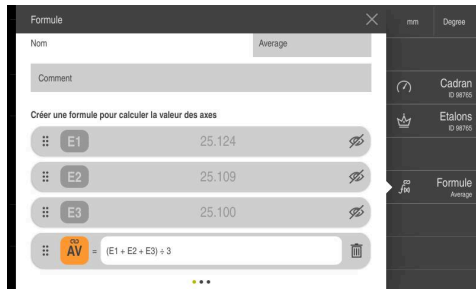 Formule
mm
Degree
Nom
Average
Comment
Cadran
ID 98765
Créer une formule pour calculer la valeur des axes
Etalons
ID 98765
E1
25.124
E2
25.109
f(x)
Formule
Average
E3
25.100
AV
=
(E1 + E2 + E3) ÷ 3